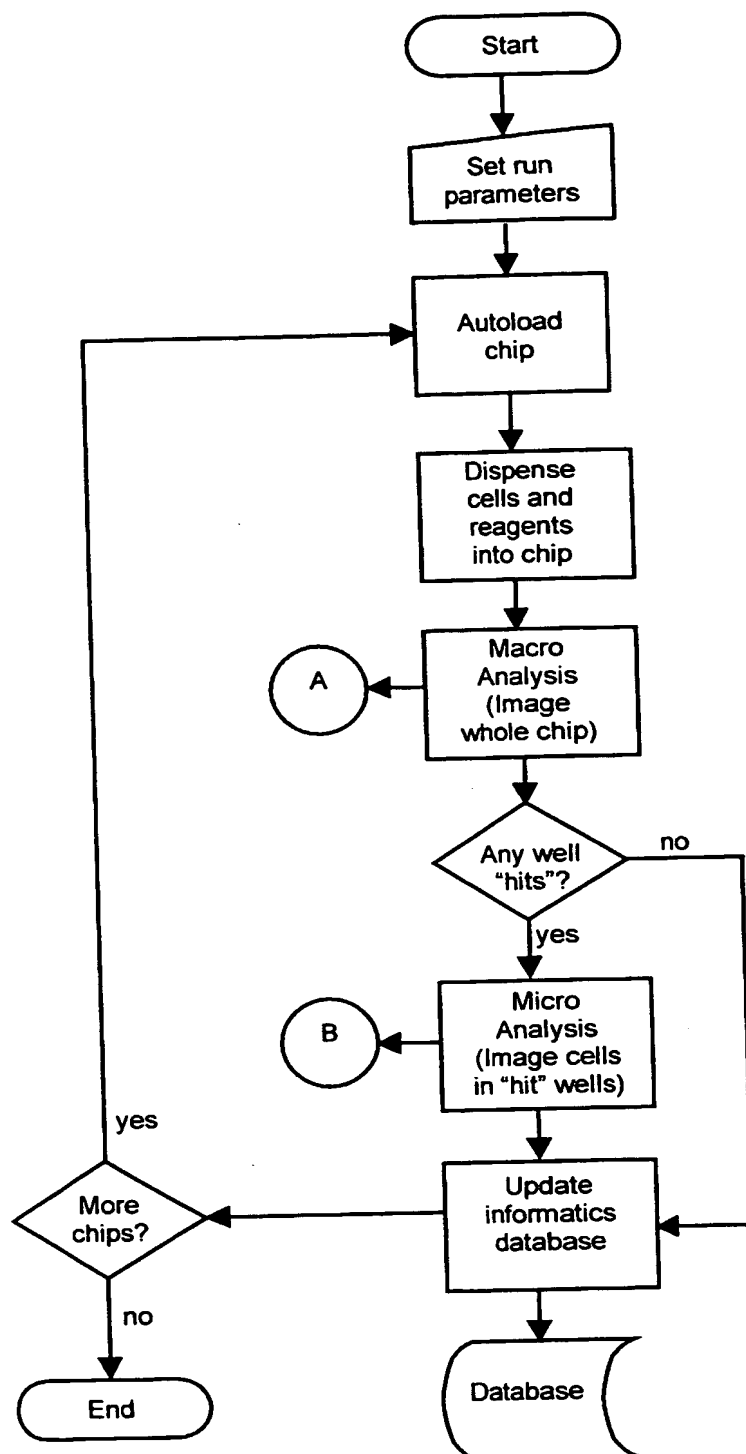 Start
Set run
parameters
Autoload
chip
Dispense
cells and
reagents
into chip
A
Macro
Analysis
(Image
whole chip)
Any well
"hits"?
no
yes
B
Micro
Analysis
(Image cells
in "hit" wells)
yes
More
chips?
Update
informatics
database
no
End
Database